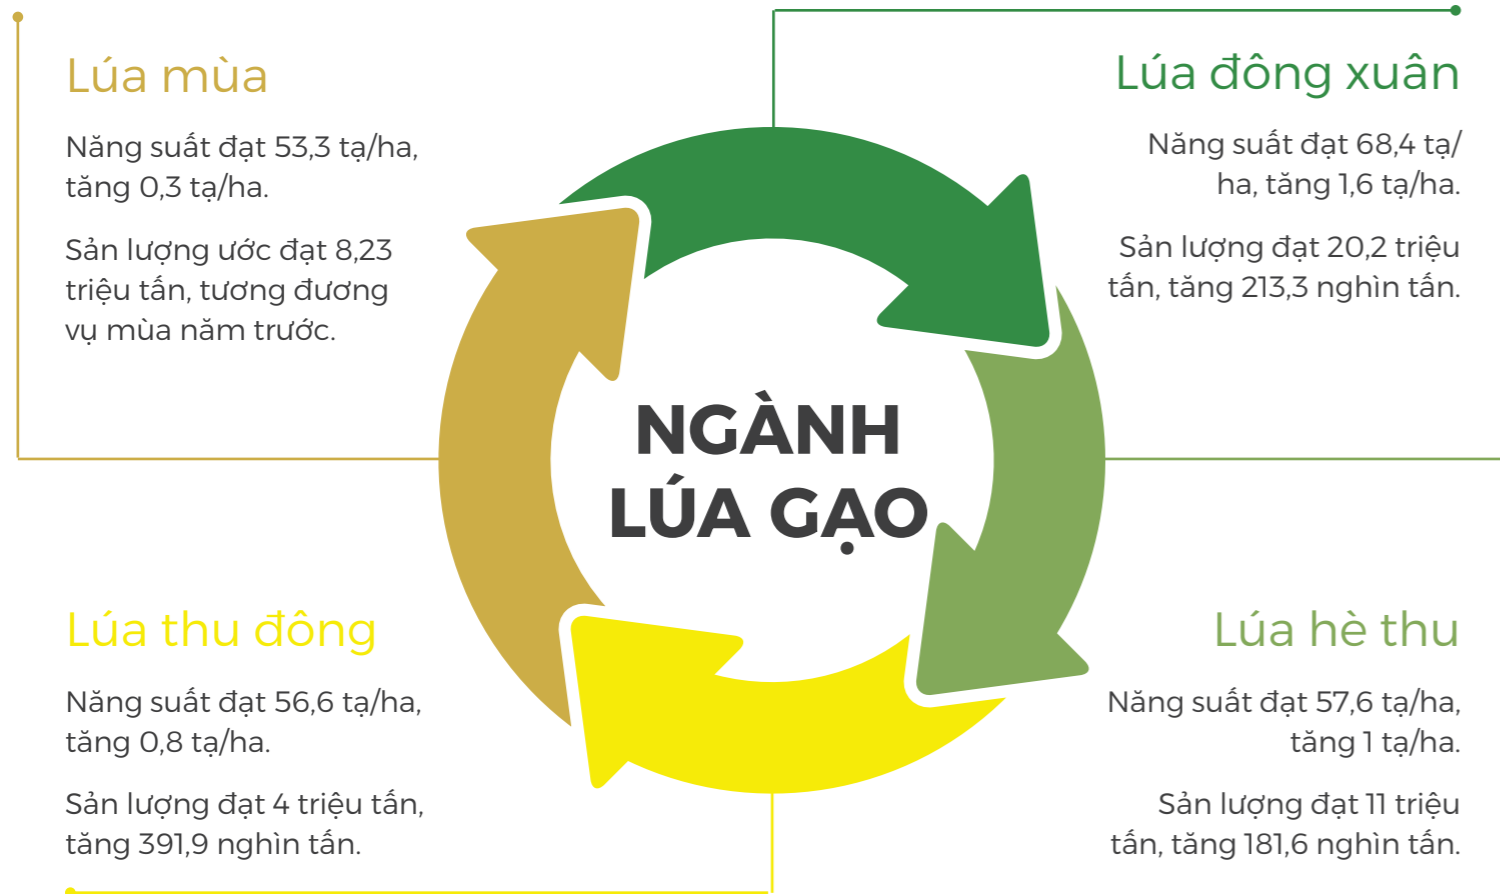 Lúa mùa
Năng suất đạt 53,3 tạ/ha,
tăng 0,3 tạ/ha.
Sản lượng ước đạt 8,23
triệu tấn, tương đương
vụ mùa năm trước.
Lúa đông xuân
Năng suất đạt 68,4 tạ/
ha, tăng 1,6 tạ/ha.
Sản lượng đạt 20,2 triệu
tấn, tăng 213,3 nghìn tấn.
NGÀNH
LÚA GẠO
Lúa thu đông
Năng suất đạt 56,6 tạ/ha,
tăng 0,8 tạ/ha.
Sản lượng đạt 4 triệu tấn,
tăng 391,9 nghìn tấn.
Lúa hè thu
Năng suất đạt 57,6 tạ/ha,
tăng 1 tạ/ha.
Sản lượng đạt 11 triệu
tấn, tăng 181,6 nghìn tấn.